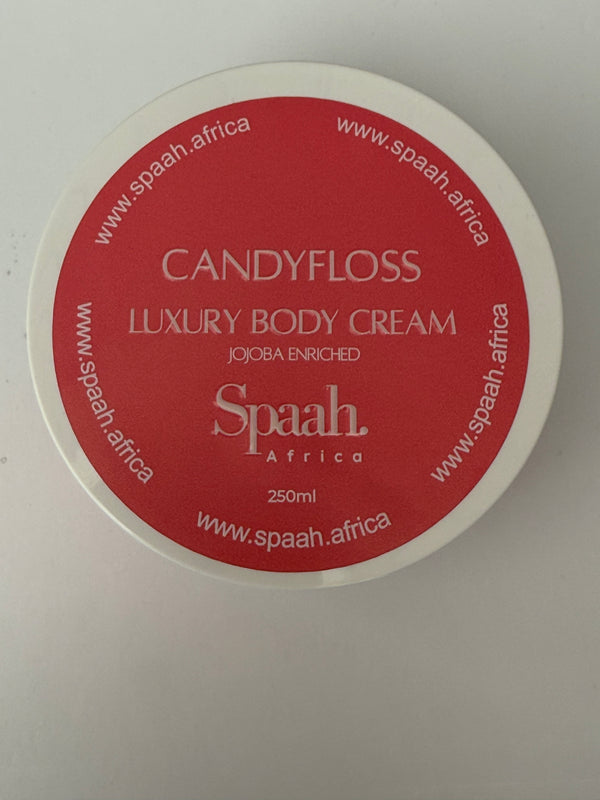 www.spaah.africa
www.spaah.africa
CANDYFLOSS
LUXURY BODY CREAM
JOJOBA ENRICHED
Spaah.
Africa
250ml
www.spaah.africa
www.spaah.africa
www.spaah.africa